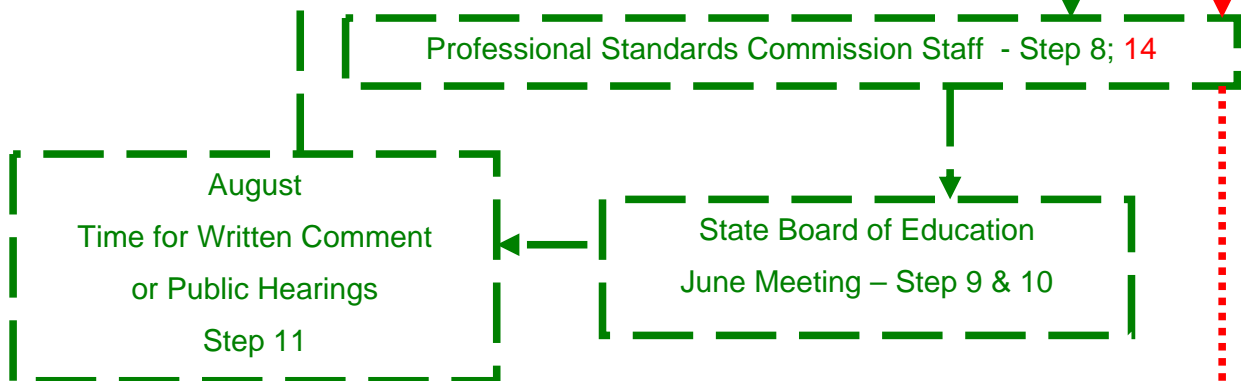 Professional Standards Commission Staff - Step 8; 14
August
Time for Written Comment
or Public Hearings
Step 11
State Board of Education
June Meeting – Step 9 & 10